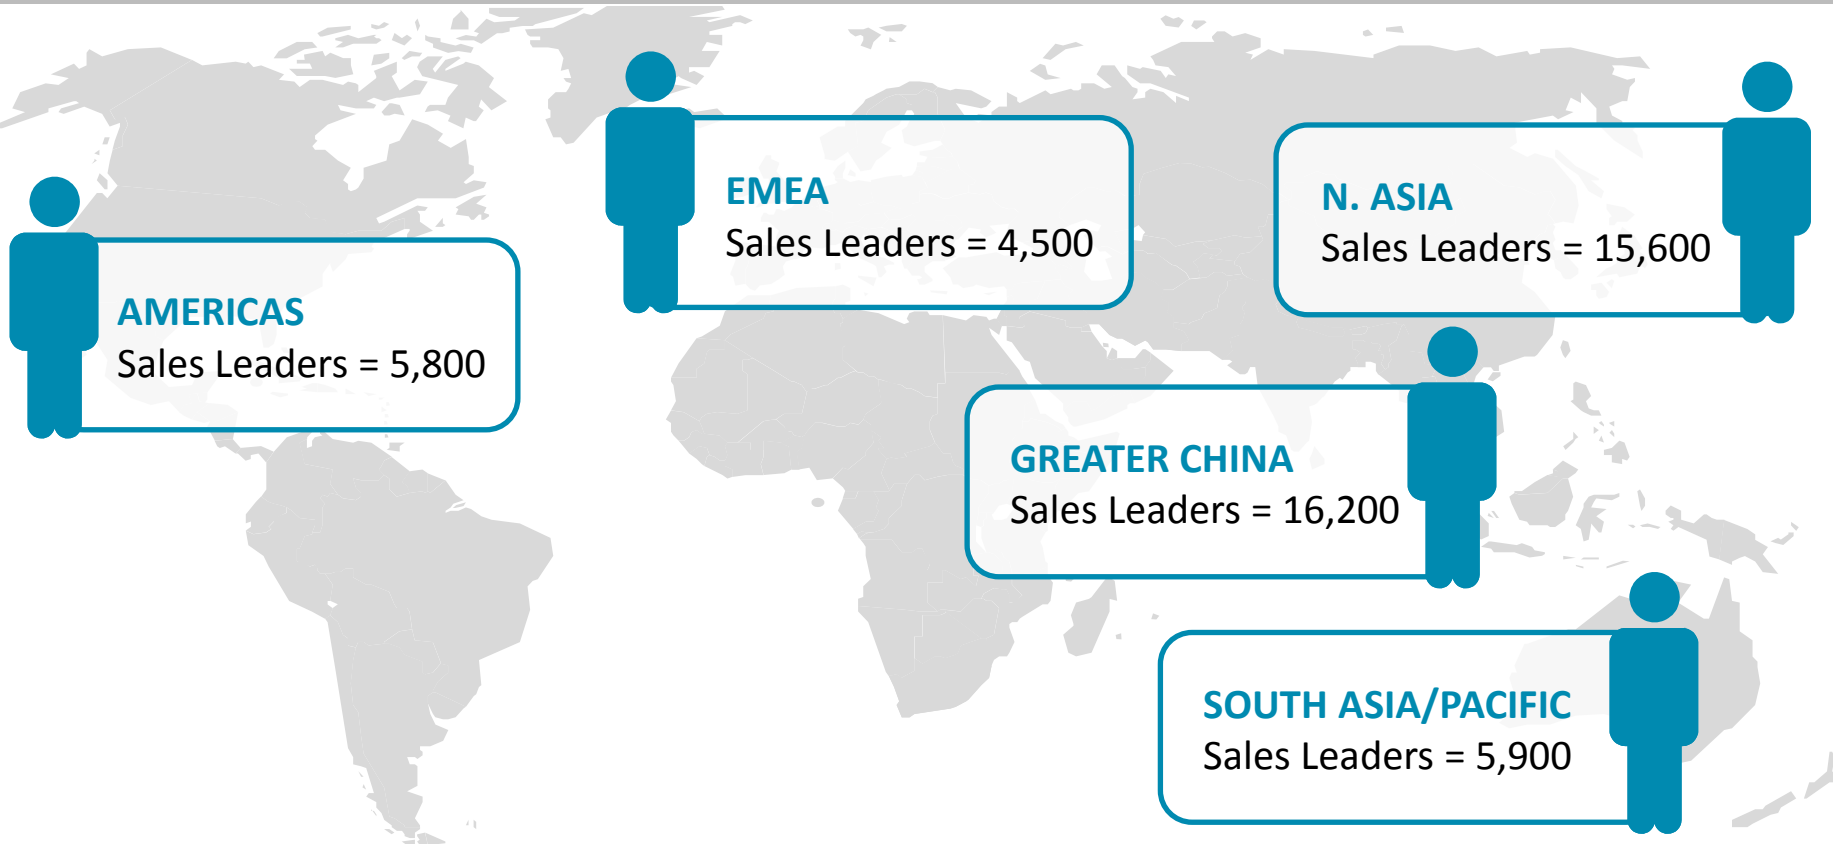 EMEA
Sales Leaders = 4,500
N. ASIA
Sales Leaders = 15,600
AMERICAS
Sales Leaders = 5,800
GREATER CHINA
Sales Leaders = 16,200
SOUTH ASIA/PACIFIC
Sales Leaders = 5,900